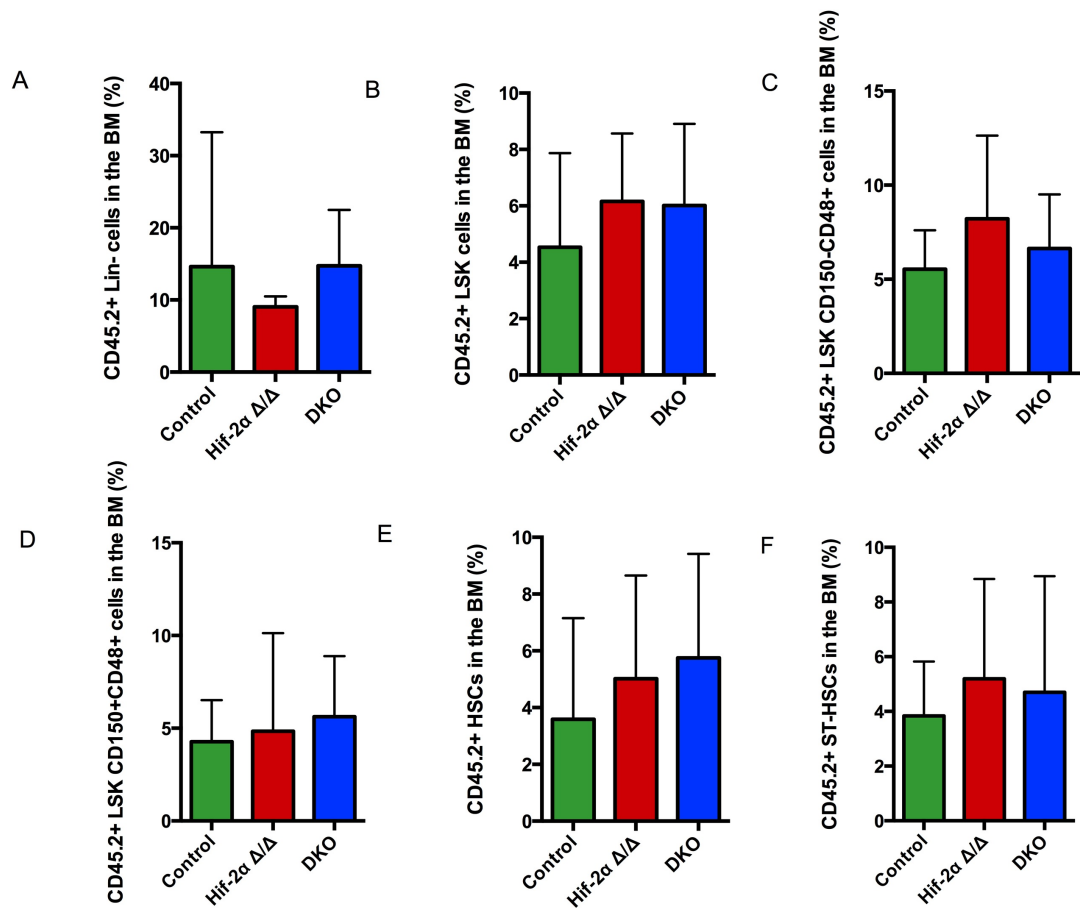 A
CD45.2+ Lin- cells in the BM (%)
40
30
20
10
0
Control
Hif-2α Δ/Δ
DKO
B
CD45.2+ LSK cells in the BM (%)
10
8
6
4
2
0
Control
Hif-2α Δ/Δ
DKO
C
CD45.2+ LSK CD150-CD48+ cells in the BM (%)
15
10
5
0
Control
Hif-2α Δ/Δ
DKO
D
CD45.2+ LSK CD150+CD48+ cells in the BM (%)
15
10
5
0
Control
Hif-2α Δ/Δ
DKO
E
CD45.2+ HSCs in the BM (%)
10
8
6
4
2
0
Control
Hif-2α Δ/Δ
DKO
F
CD45.2+ ST-HSCs in the BM (%)
10
8
6
4
2
0
Control
Hif-2α Δ/Δ
DKO